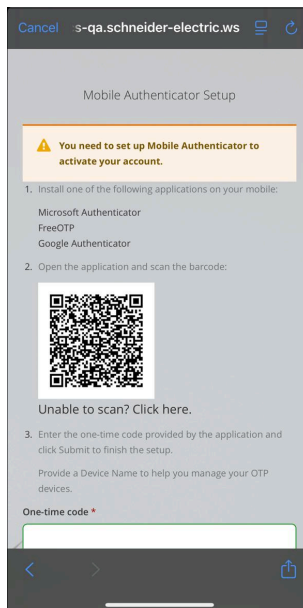 Cancel s-qa.schneider-electric.ws
Mobile Authenticator Setup
You need to set up Mobile Authenticator to
activate your account.
1. Install one of the following applications on your mobile:
Microsoft Authenticator
FreeOTP
Google Authenticator
2. Open the application and scan the barcode:
Unable to scan? Click here.
3. Enter the one-time code provided by the application and
click Submit to finish the setup.
Provide a Device Name to help you manage your OTP
devices.
One-time code *